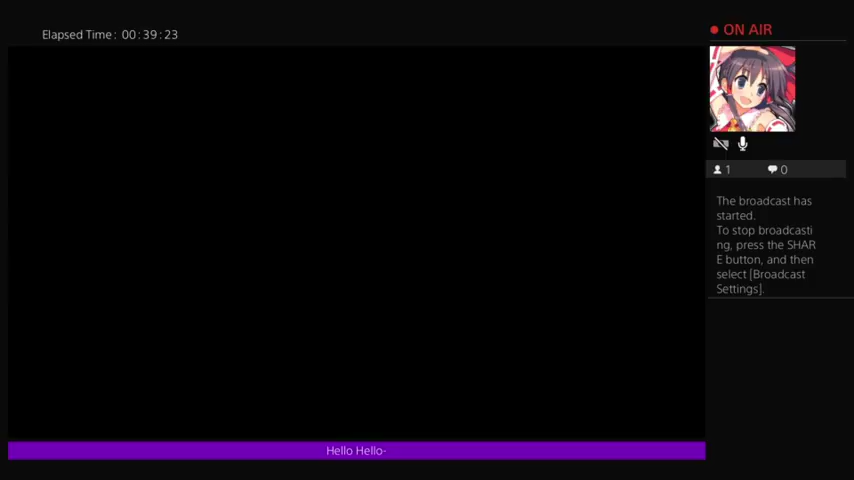 Elapsed Time: 00:39:23
ON AIR
1 0
The broadcast has
started.
To stop broadcasti
ng, press the SHAR
E button, and then
select [Broadcast
Settings].
Hello Hello-